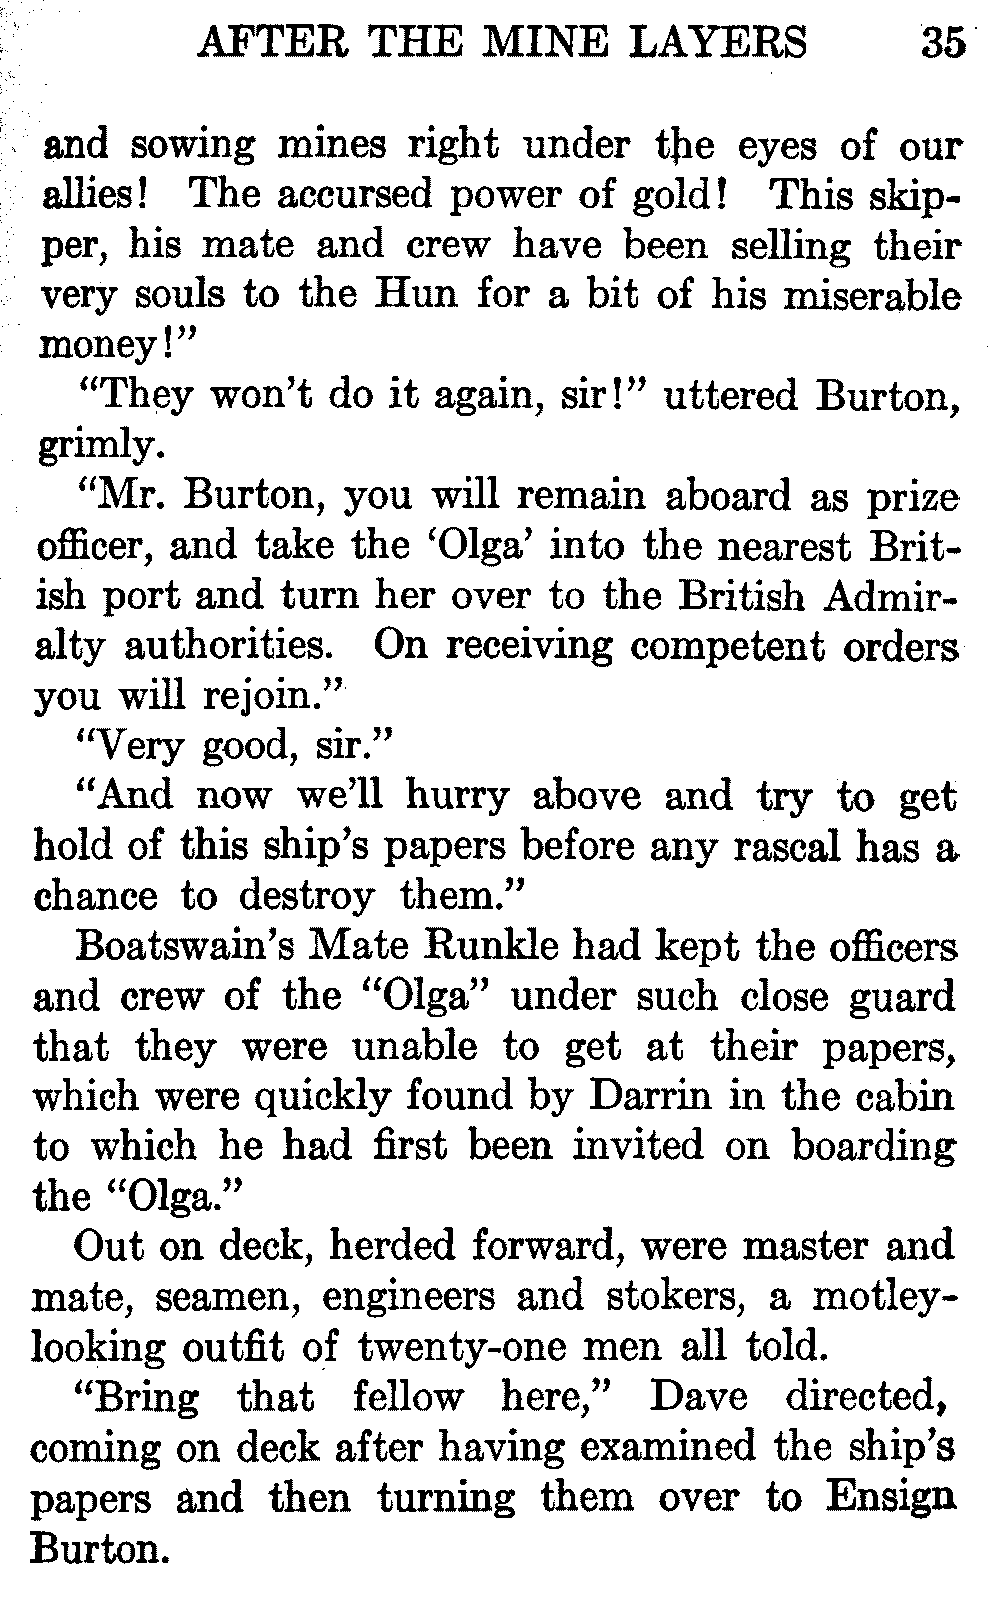 AFTER THE MINE LAYERS 35
and sowing mines right under the eyes of our
allies! The accursed power of gold! This skip-
per, his mate and crew have been selling their
very souls to the Hun for a bit of his miserable
money!"
"They won't do it again, sir!" uttered Burton,
grimly.
"Mr. Burton, you will remain aboard as prize
officer, and take the 'Olga' into the nearest Brit-
ish port and turn her over to the British Admir-
alty authorities. On receiving competent orders
you will rejoin."
"Very good, sir."
"And now we'll hurry above and try to get
hold of this ship's papers before any rascal has a
chance to destroy them."
Boatswain's Mate Runkle had kept the officers
and crew of the "Olga" under such close guard
that they were unable to get at their papers,
which were quickly found by Darrin in the cabin
to which he had first been invited on boarding
the "Olga."
Out on deck, herded forward, were master and
mate, seamen, engineers and stokers, a motley-
looking outfit of twenty-one men all told.
"Bring that fellow here," Dave directed,
coming on deck after having examined the ship's
papers and then turning them over to Ensign
Burton.